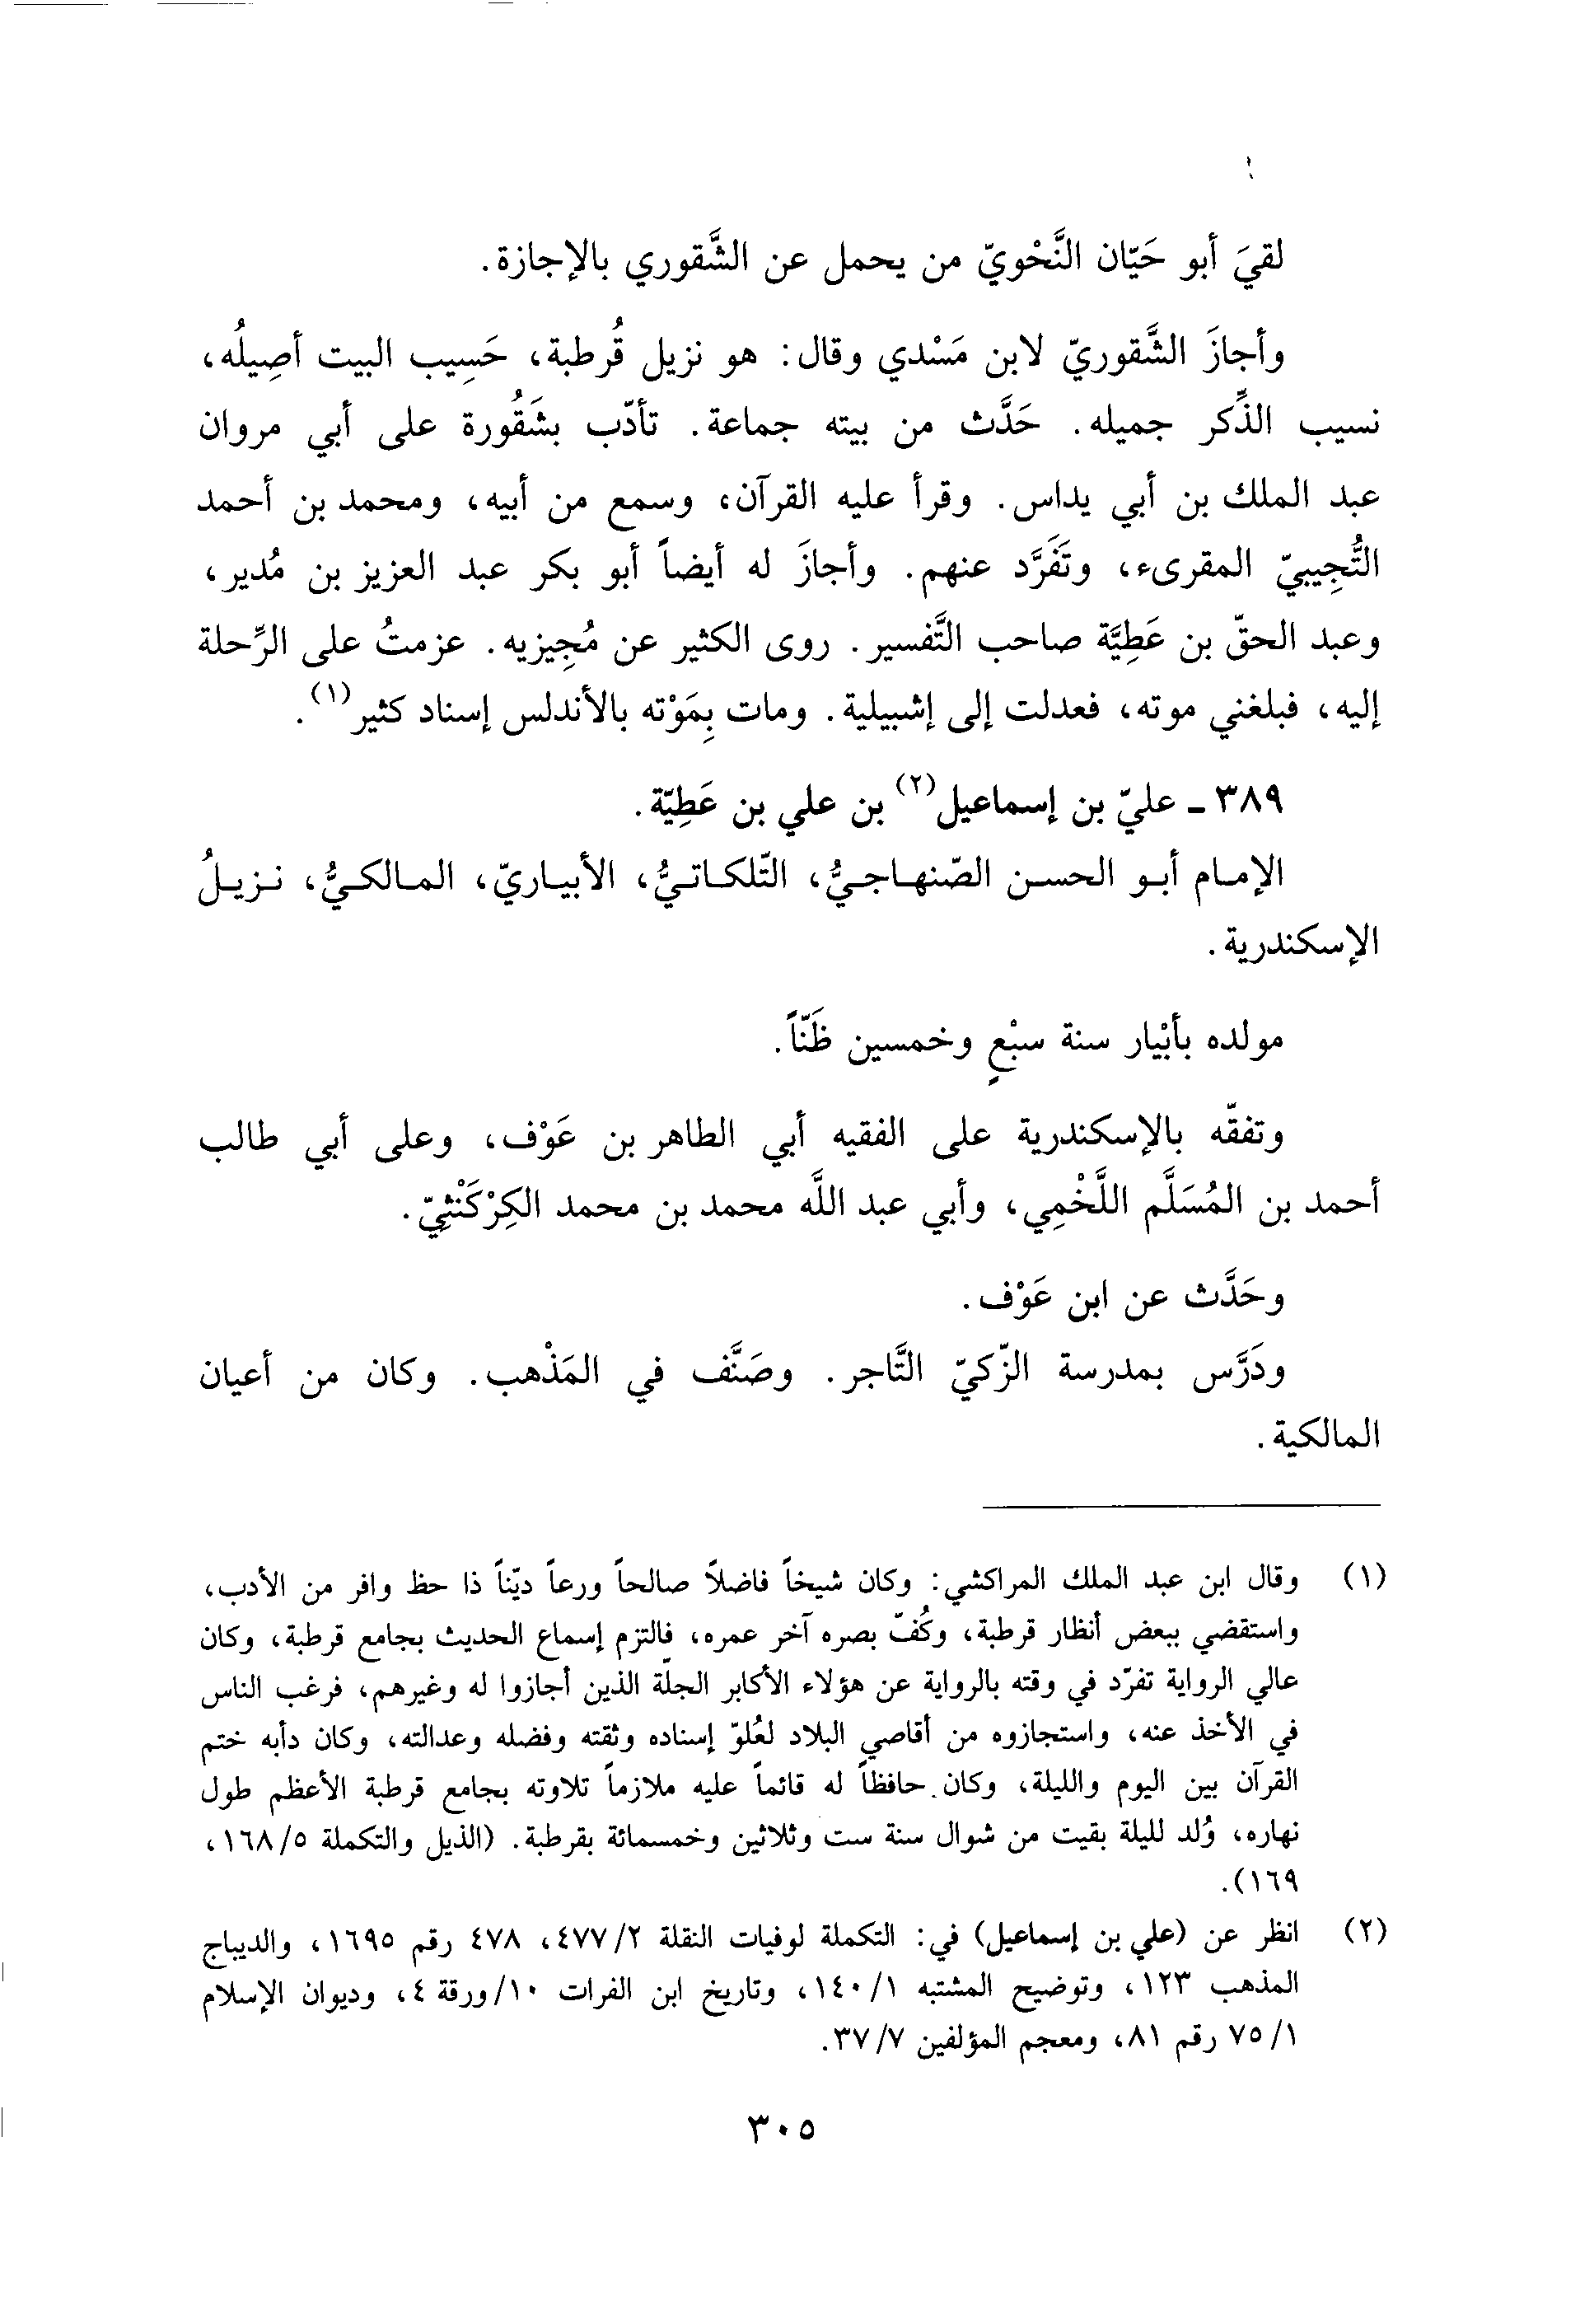 لقيَ أبو حَيّان النَّحْويّ من يحمل عن الشَّقوري بالإجازة.
وأجازَ الشَّقوريّ لابن مَسْدي وقال: هو نزيل قُرطبة، حَسِيب البيت أصِيلُه،
نسيب الذِّكر جميله. حَدَّث من بيته جماعة. تأدّب بشَقُورة على أبي مروان
عبد الملك بن أبي يداس. وقرأ عليه القرآن، وسمع من أبيه، ومحمد بن أحمد
التُّجِيبيّ المقرىء، وتَفَرَّد عنهم. وأجازَ له أيضاً أبو بكر عبد العزيز بن مُدير،
وعبد الحقّ بن عَطِيَّة صاحب التَّفسير. روى الكثير عن مُجِيزيه. عزمتُ على الرِّحلة
إليه، فبلغني موته، فعدلت إلى إشبيلية. ومات بِمَوْته بالأندلس إسناد كثير(١).
٣٨٩ - عليّ بن إسماعيل(٢) بن علي بن عَطِيّة.
الإمام أبو الحسن الصّنهاجيُّ، التّلكاتيُّ، الأبياريّ، المالكيُّ، نزيلُ
الإسكندرية.
مولده بأبْيار سنة سبْعٍ وخمسين ظَنّاً.
وتفقّه بالإسكندرية على الفقيه أبي الطاهر بن عَوْف، وعلى أبي طالب
أحمد بن المُسَلَّم اللَّخْمِي، وأبي عبد اللَّه محمد بن محمد الكِرْكَنْثِيّ.
وحَدَّث عن ابن عَوْف.
ودَرَّس بمدرسة الزّكيّ التَّاجر. وصَنَّف في المَذْهب. وكان من أعيان
المالكية.
(١) وقال ابن عبد الملك المراكشي: وكان شيخاً فاضلاً صالحاً ورعاً ديّناً ذا حظ وافر من الأدب،
واستقضي ببعض أنظار قرطبة، وكُفّ بصره آخر عمره، فالتزم إسماع الحديث بجامع قرطبة، وكان
عالي الرواية تفرّد في وقته بالرواية عن هؤلاء الأكابر الجلّة الذين أجازوا له وغيرهم، فرغب الناس
في الأخذ عنه، واستجازوه من أقاصي البلاد لعُلوّ إسناده وثقته وفضله وعدالته، وكان دأبه ختم
القرآن بين اليوم والليلة، وكان حافظاً له قائماً عليه ملازماً تلاوته بجامع قرطبة الأعظم طول
نهاره، وُلد لليلة بقيت من شوال سنة ست وثلاثين وخمسمائة بقرطبة. (الذيل والتكملة ١٦٨/٥،
١٦٩).
(٢) انظر عن (علي بن إسماعيل) في: التكملة لوفيات النقلة ٤٧٧/٢، ٤٧٨ رقم ١٦٩٥، والديباج
المذهب ١٢٣، وتوضيح المشتبه ١٤٠/١، وتاريخ ابن الفرات ١٠/ورقة ٤، وديوان الإسلام
٧٥/١ رقم ٨١، ومعجم المؤلفين ٣٧/٧.
٣٠٥